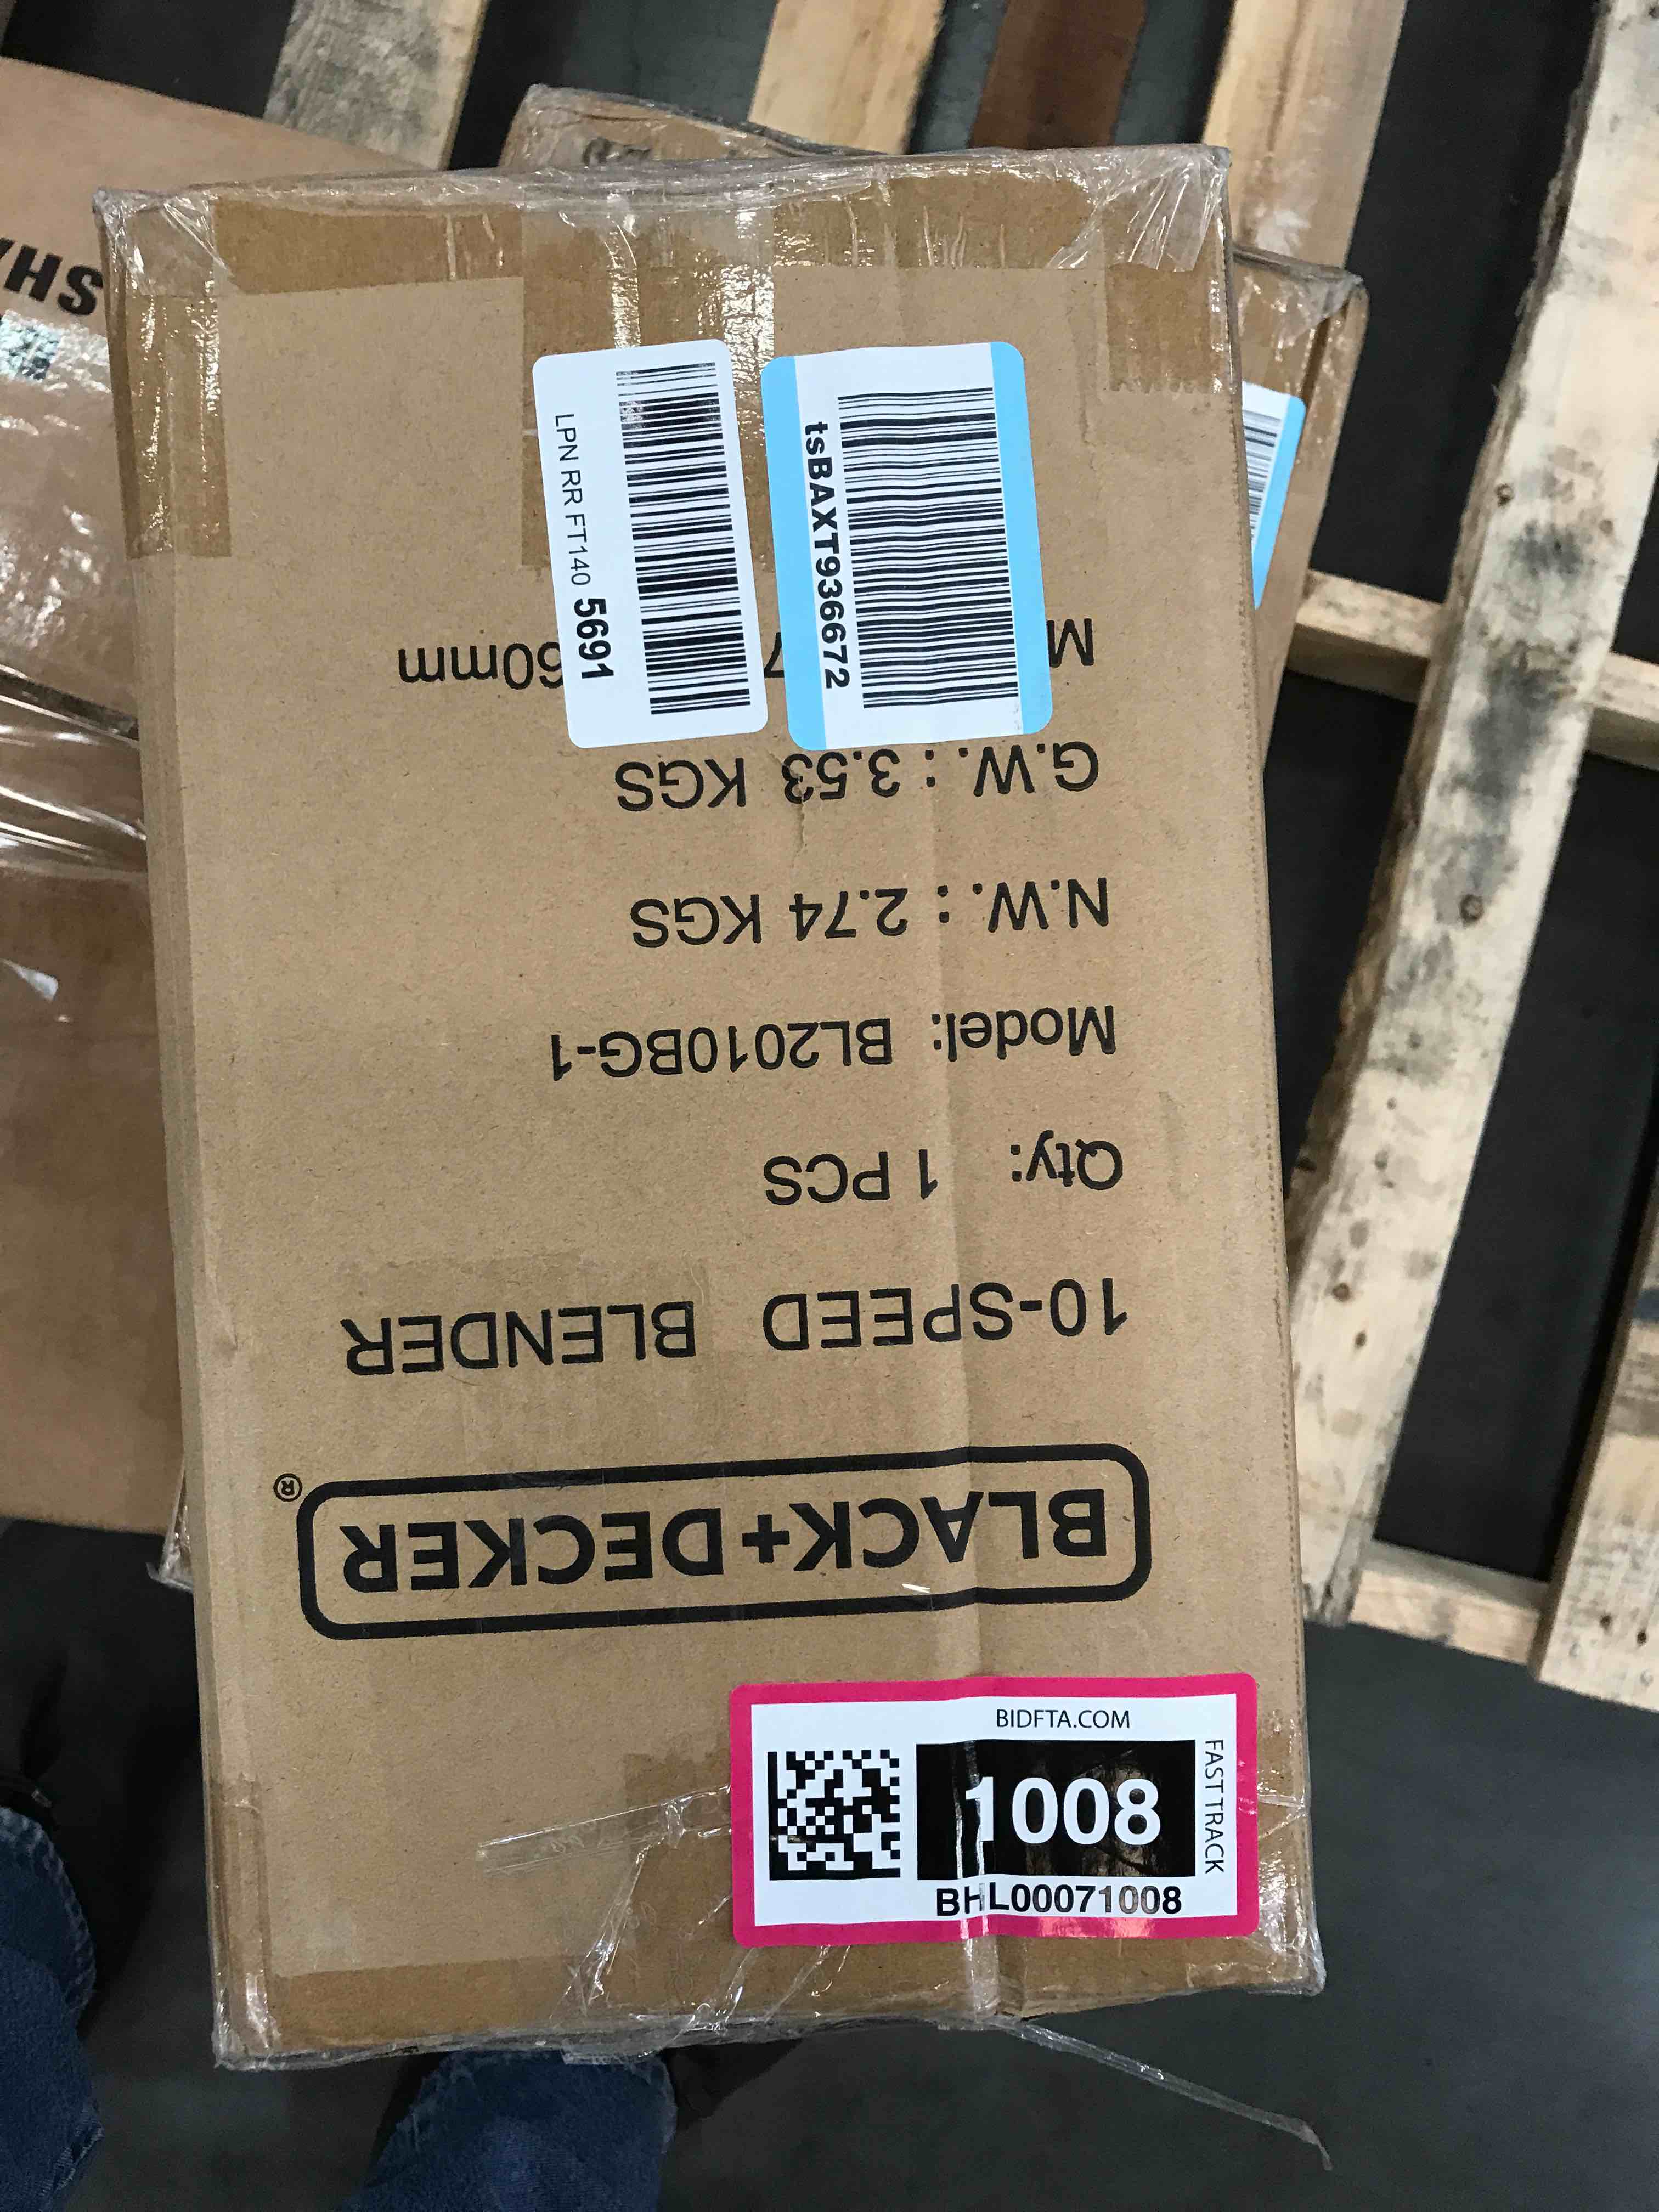 BLACK+DECKER®
10-SPEED BLENDER
Qty: 1 PCS
Model: BL2010BG-1
N.W.: 2.74 KGS
G.W.: 3.53 KGS
LPN RR FT140 5691
tsBAXT936672
BIDFTA.COM
1008
FAST TRACK
BHL00071008